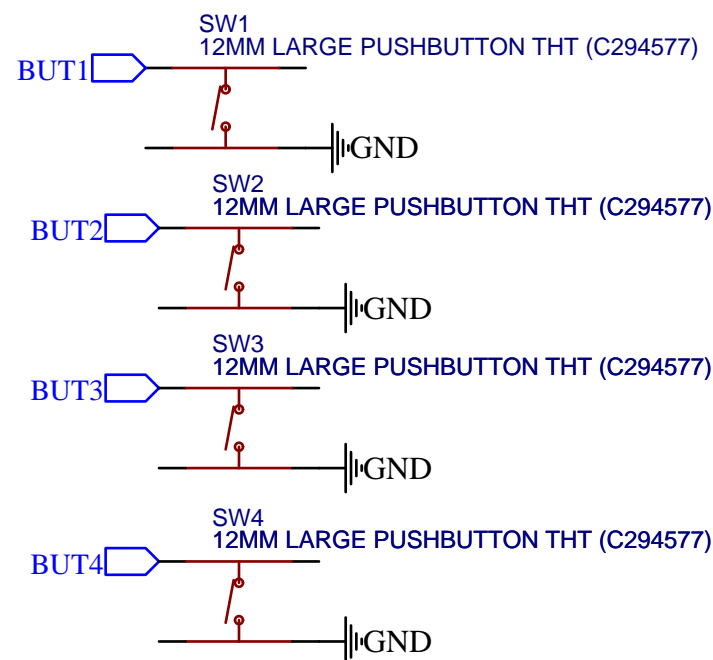 SW1
12MM LARGE PUSHBUTTON THT (C294577)
BUT1
GND
SW2
12MM LARGE PUSHBUTTON THT (C294577)
BUT2
GND
SW3
12MM LARGE PUSHBUTTON THT (C294577)
BUT3
GND
SW4
12MM LARGE PUSHBUTTON THT (C294577)
BUT4
GND